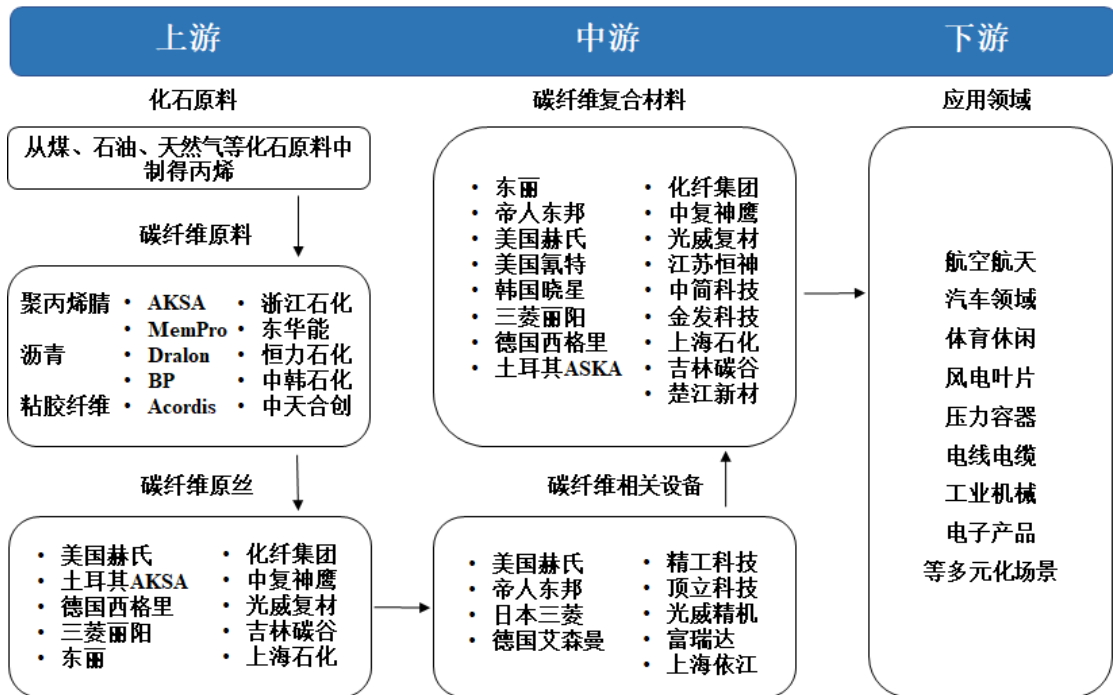 上游
中游
下游
化石原料
从煤、石油、天然气等化石原料中
制得丙烯
碳纤维原料
聚丙烯腈
沥青
粘胶纤维
• AKSA
• MemPro
• Dralon
• BP
• Acordis
• 浙江石化
• 东华能
• 恒力石化
• 中韩石化
• 中天合创
碳纤维原丝
• 美国赫氏
• 土耳其AKSA
• 德国西格里
• 三菱丽阳
• 东丽
• 化纤集团
• 中复神鹰
• 光威复材
• 吉林碳谷
• 上海石化
碳纤维复合材料
• 东丽
• 帝人东邦
• 美国赫氏
• 美国氰特
• 韩国晓星
• 三菱丽阳
• 德国西格里
• 土耳其ASKA
• 化纤集团
• 中复神鹰
• 光威复材
• 江苏恒神
• 中简科技
• 金发科技
• 上海石化
• 吉林碳谷
• 楚江新材
碳纤维相关设备
• 美国赫氏
• 帝人东邦
• 日本三菱
• 德国艾森曼
• 精工科技
• 顶立科技
• 光威精机
• 富瑞达
• 上海依江
应用领域
航空航天
汽车领域
体育休闲
风电叶片
压力容器
电线电缆
工业机械
电子产品
等多元化场景